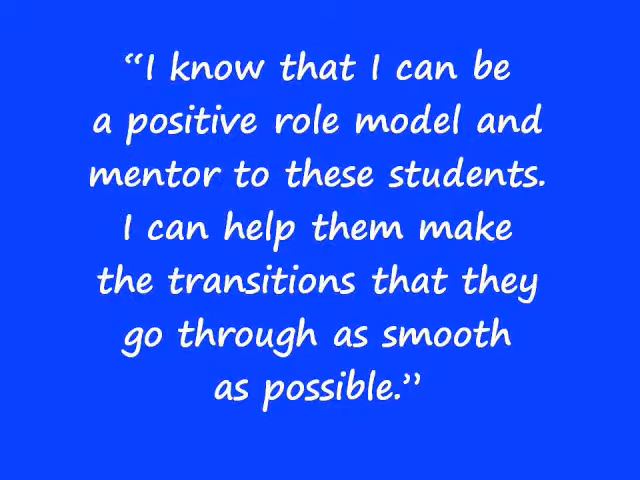 “I know that I can be
a positive role model and
mentor to these students.
I can help them make
the transitions that they
go through as smooth
as possible.”